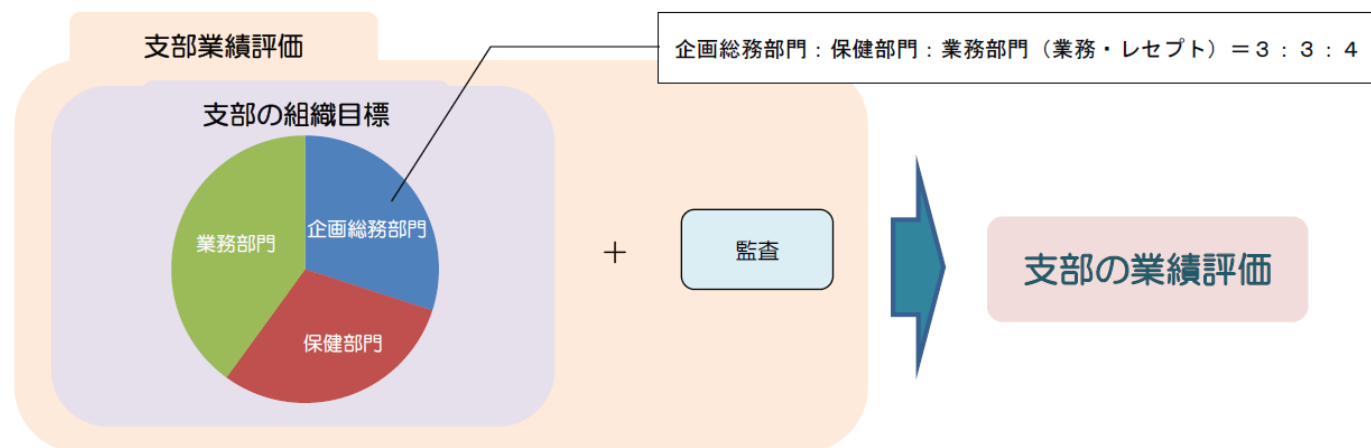 支部業績評価
企画総務部門：保健部門：業務部門（業務・レセプト）＝３：３：４
支部の組織目標
企画総務部門
業務部門
保健部門
＋
監査
支部の業績評価